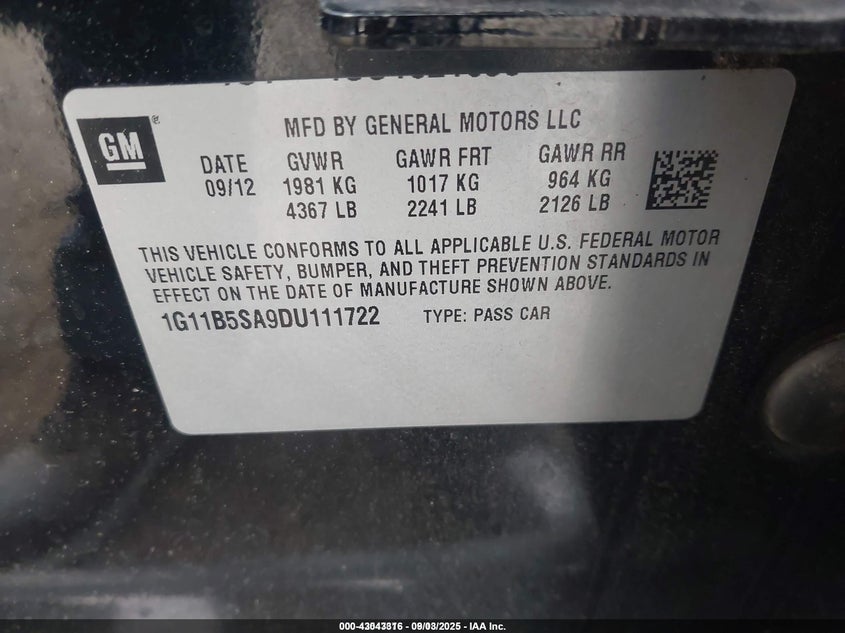 MFD BY GENERAL MOTORS LLC
GM
®
DATE GVWR GAWR FRT GAWR RR
09/12 1981 KG 1017 KG 964 KG
4367 LB 2241 LB 2126 LB
THIS VEHICLE CONFORMS TO ALL APPLICABLE U.S. FEDERAL MOTOR
VEHICLE SAFETY, BUMPER, AND THEFT PREVENTION STANDARDS IN
EFFECT ON THE DATE OF MANUFACTURE SHOWN ABOVE.
1G11B5SA9DU111722 TYPE: PASS CAR
- 09/03/2025 - IAA Inc.